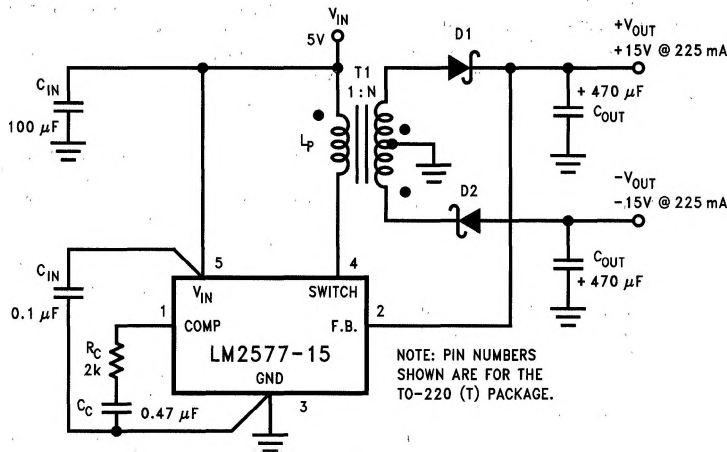 V_IN
5V
D1
+V_OUT
+15V @ 225 mA
C_IN
100 µF
T1
1 : N
L_P
+ 470 µF
C_OUT
D2
-V_OUT
-15V @ 225 mA
C_OUT
+ 470 µF
C_IN
0.1 µF
5
4
V_IN
SWITCH
1
COMP
F.B.
2
LM2577-15
R_C
2k
GND
3
C_C
0.47 µF
NOTE: PIN NUMBERS
SHOWN ARE FOR THE
TO-220 (T) PACKAGE.